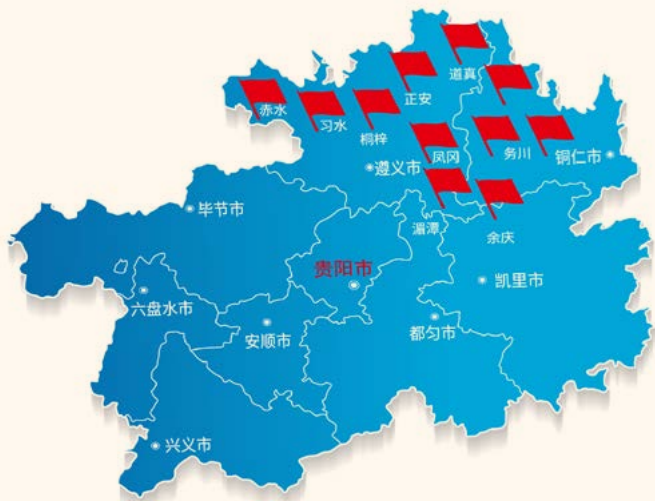 道真
正安
赤水
习水
桐梓
凤冈
务川
铜仁市
遵义市
毕节市
湄潭
余庆
贵阳市
凯里市
六盘水市
安顺市
都匀市
兴义市